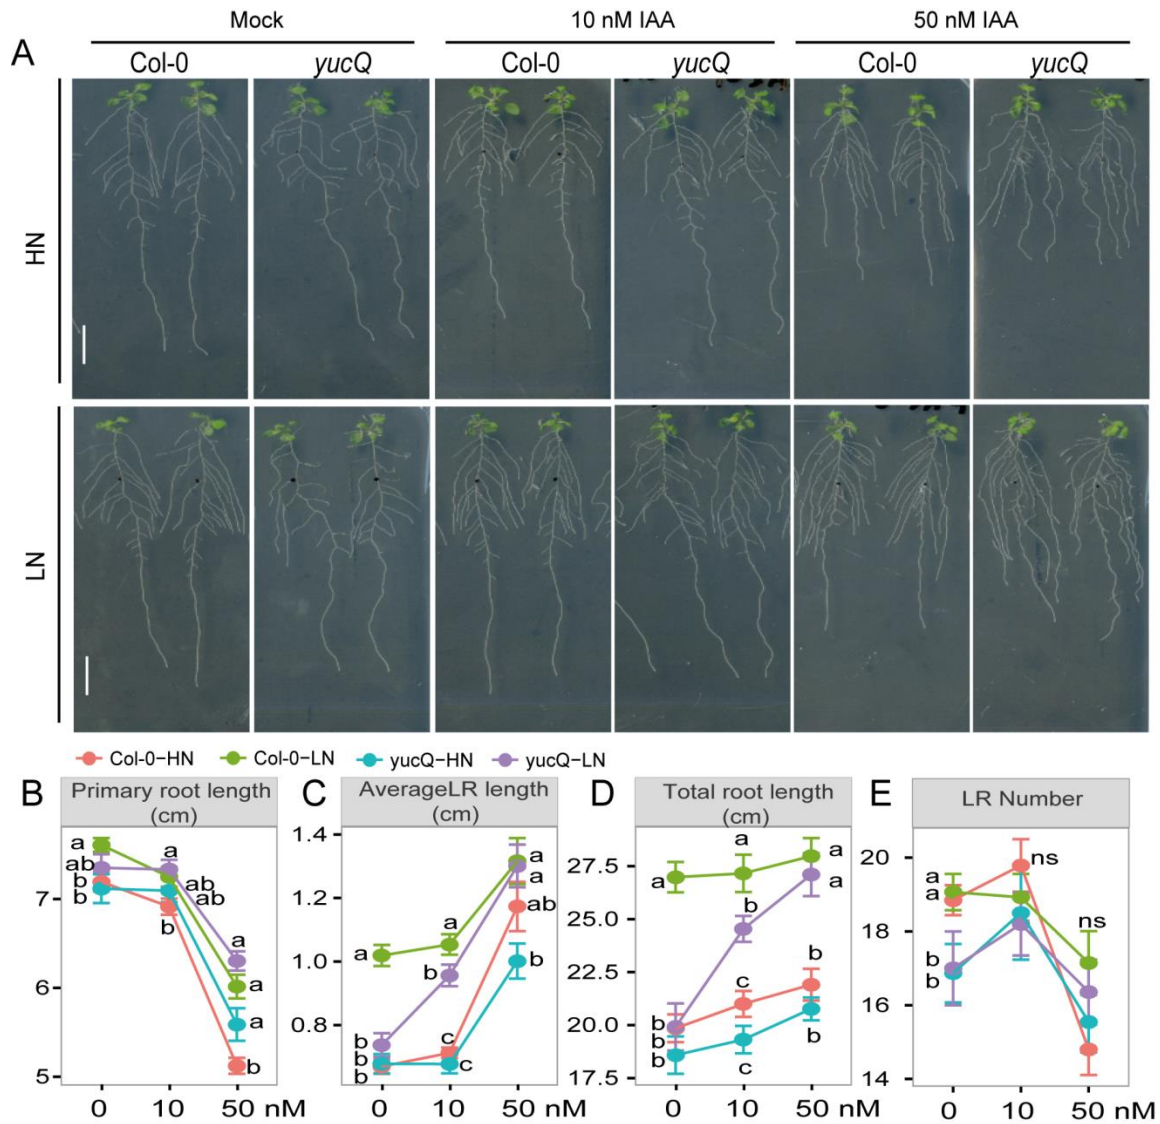 Mock 10 nM IAA 50 nM IAA
A
Col-0 yucQ Col-0 yucQ Col-0 yucQ
HN
LN
Col-0-HN Col-0-LN yucQ-HN yucQ-LN
B Primary root length (cm)
a
ab
b
b
a
ab
ab
b
a
a
a
b
7
6
5
0 10 50 nM
C AverageLR length (cm)
1.4
1.2
1.0
0.8
a
b
b
b
a
b
c
c
a
a
ab
b
0 10 50 nM
D Total root length (cm)
27.5
25.0
22.5
20.0
17.5
a
b
b
b
a
b
c
c
a
a
b
b
0 10 50 nM
E LR Number
20
18
16
14
a
a
b
b
ns
ns
0 10 50 nM